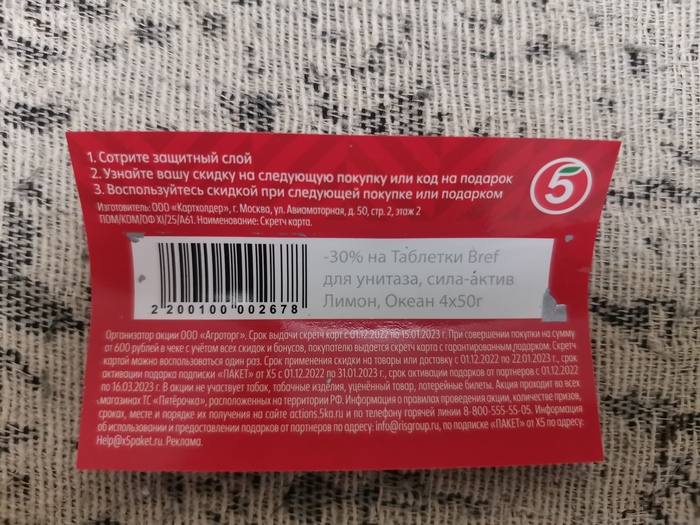 1. Сотрите защитный слой
2. Узнайте вашу скидку на следующую покупку или код на подарок
3. Воспользуйтесь скидкой при следующей покупке или подарком
5
Изготовитель: ООО «Картхолдер», г. Москва, ул. Авиамоторная, д. 50, стр. 2, этаж 2
ПОМ/КОМ/ОФ XI/25/А61. Наименование: Скретч карта.
-30% на Таблетки Bref
для унитаза, сила-актив
Лимон, Океан 4х50г
2 200100 002678
Организатор акции ООО «Агроторг». Срок выдачи скретч карт с 01.12.2022 по 15.01.2023 г. При совершении покупки на сумму
от 600 рублей в чеке с учётом всех скидок и бонусов, покупателю выдается скретч карта с гарантированным подарком. Скретч
картой можно воспользоваться один раз. Срок применения скидки на товары или доставку с 01.12.2022 по 22.01.2023 г., срок
активации подарка подписки «ПАКЕТ» от X5 с 01.12.2022 по 31.01.2023 г., срок активации подарков от партнеров с 01.12.2022
по 16.03.2023 г. В акции не участвует табак, табачные изделия, уценённый товар, лотерейные билеты. Акция проходит во всех
магазинах ТС «Пятёрочка», расположенных на территории РФ. Информация о правилах проведения акции, количестве призов,
сроках, месте и порядке их получения на сайте actions.5ka.ru и по телефону горячей линии 8-800-555-55-05. Информация
об использовании и предоставлении подарков от партнеров по адресу: info@risgroup.ru, по подписке «ПАКЕТ» от X5 по адресу:
Help@x5paket.ru. Реклама.